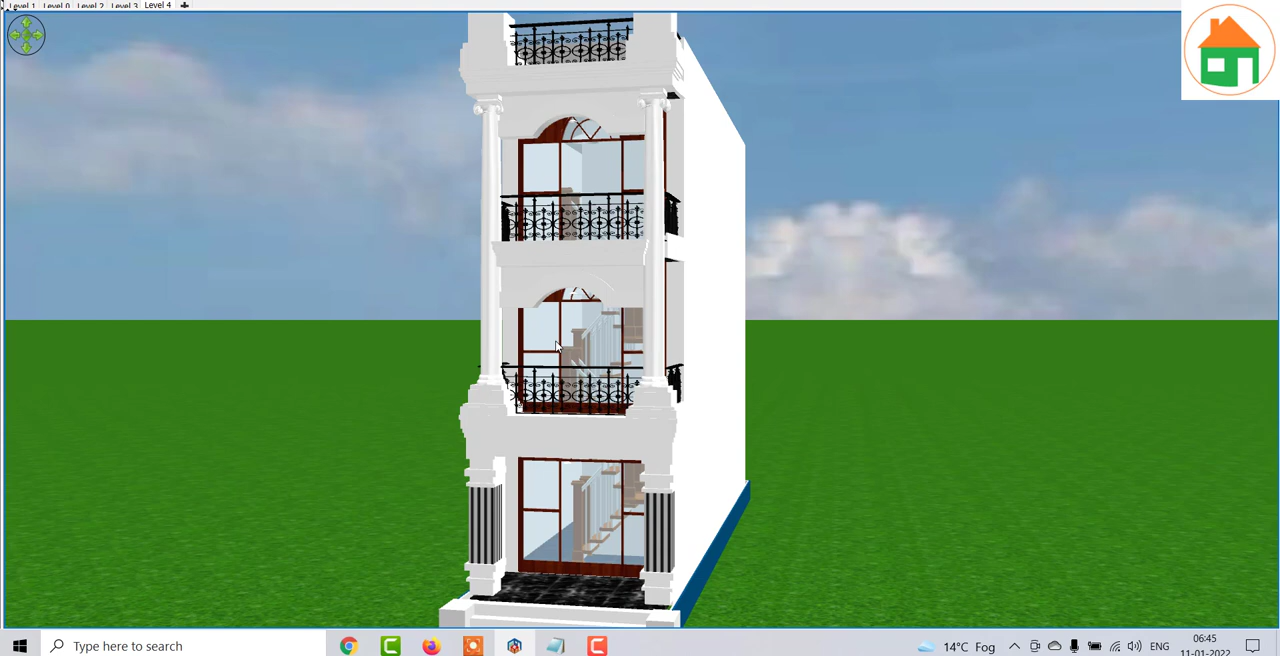 Level 1 Level 0 Level 2 Level 3 Level 4
Type here to search
14°C Fog
ENG
06:45
11-01-2022